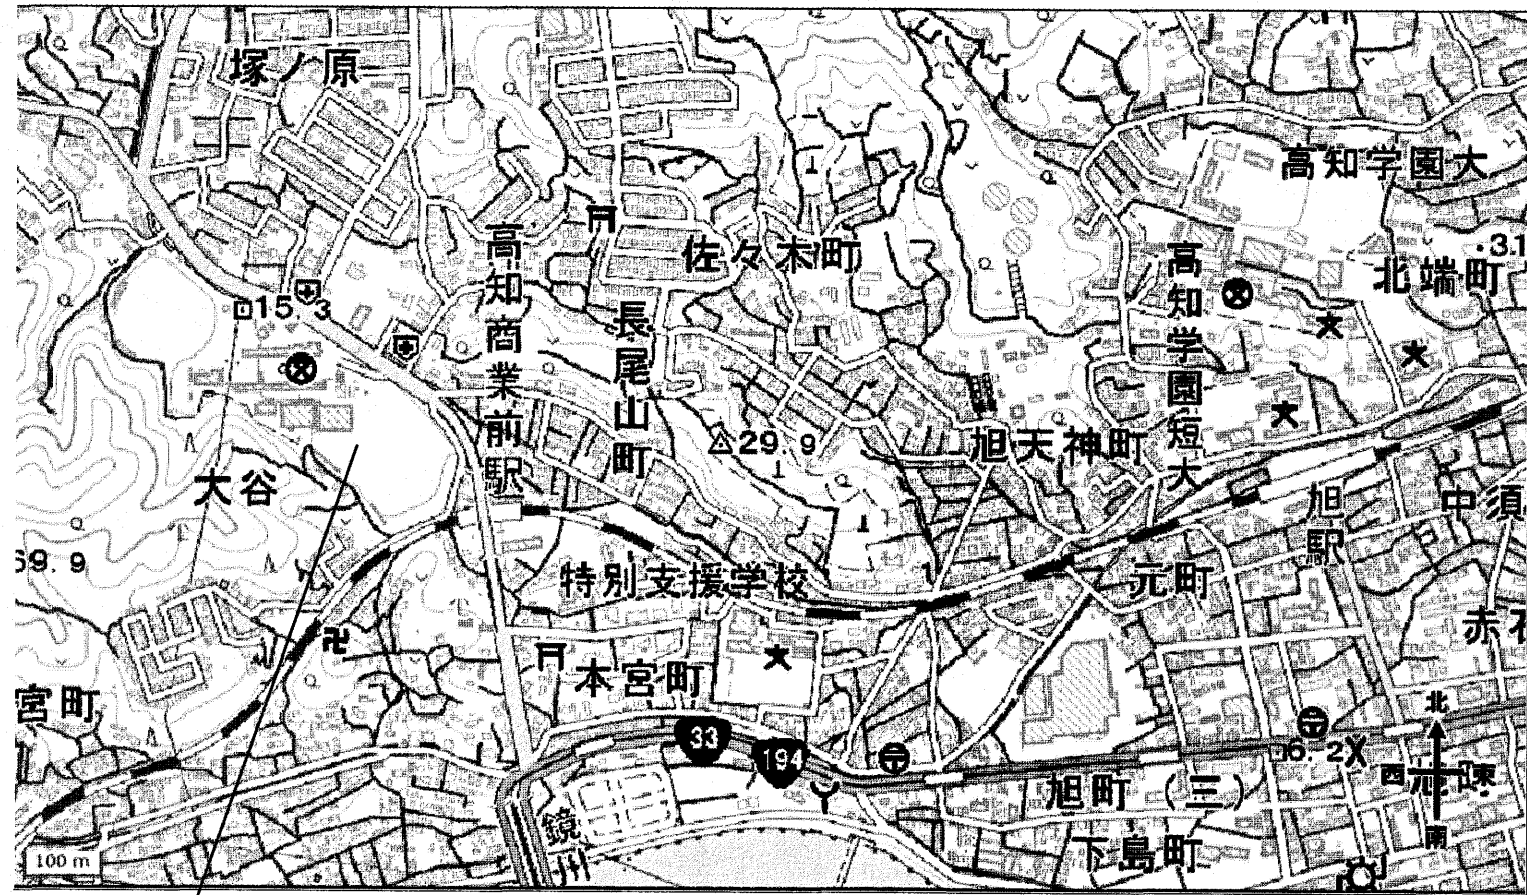 塚ノ原
高知学園大
高知商業前駅
佐々木町
高知学園短大
北端町
15.3
長尾山町
29.9
旭天神町
大谷
旭駅
中須
59.9
特別支援学校
元町
赤石
宮町
本宮町
33
194
6.2
北
西
東
南
旭町(三)
下島町
鏡川
100 m